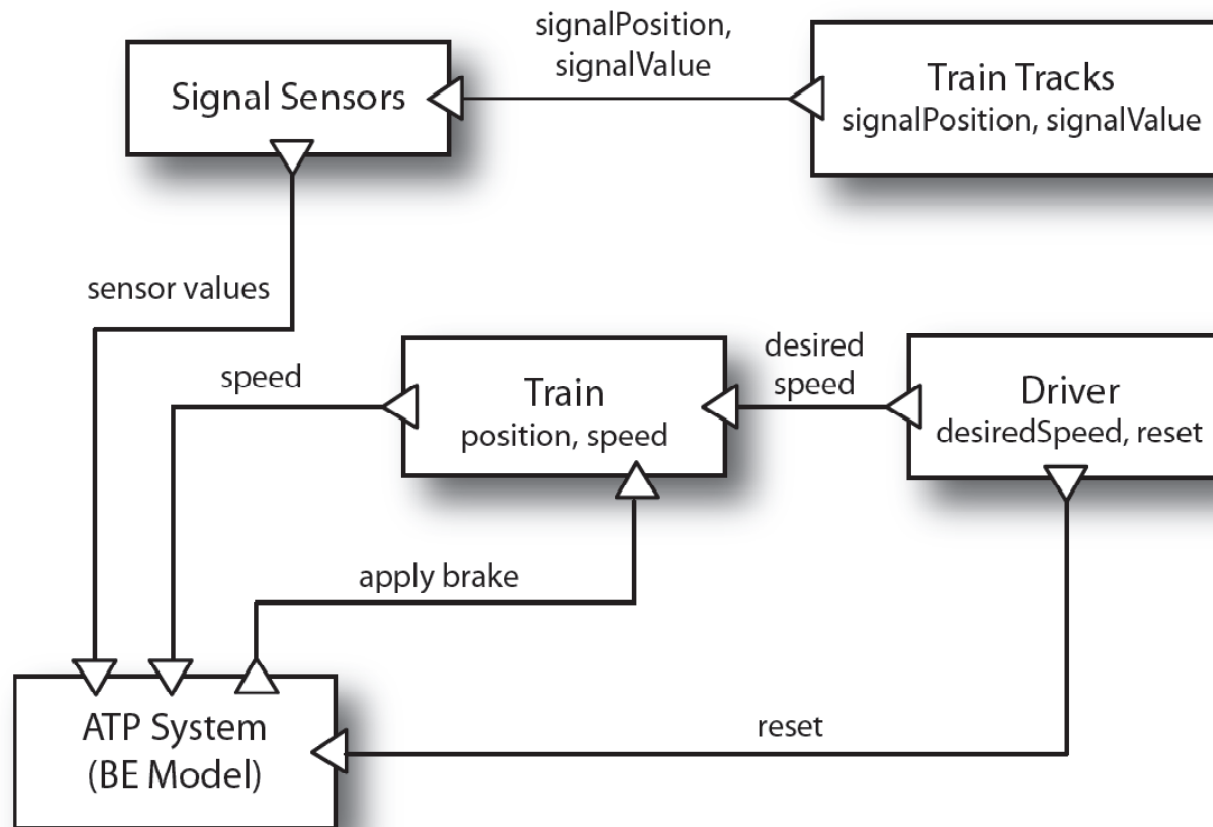 signalPosition,
signalValue
Signal Sensors
Train Tracks
signalPosition, signalValue
sensor values
speed
Train
position, speed
desired
speed
Driver
desiredSpeed, reset
apply brake
ATP System
(BE Model)
reset